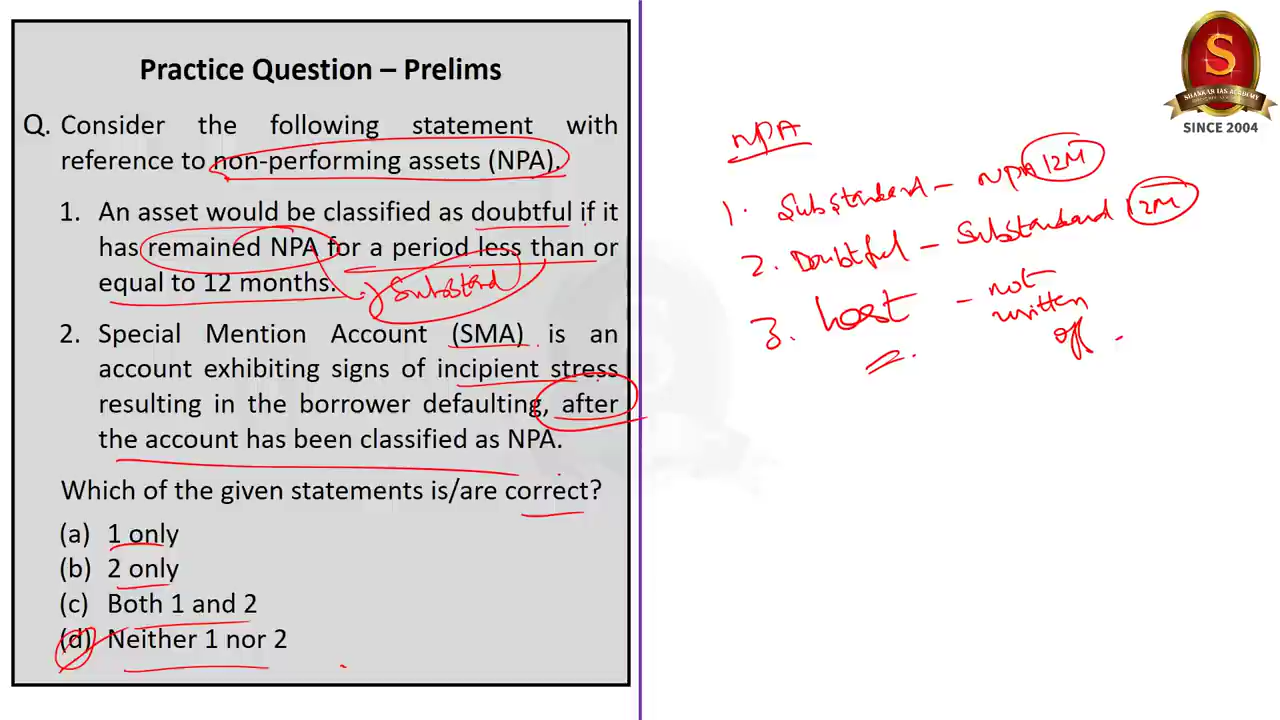 Practice Question – Prelims
Q. Consider the following statement with
reference to non-performing assets (NPA).
1. An asset would be classified as doubtful if it
has remained NPA for a period less than or
equal to 12 months.
Substand
2. Special Mention Account (SMA) is an
account exhibiting signs of incipient stress
resulting in the borrower defaulting, after
the account has been classified as NPA.
Which of the given statements is/are correct?
(a) 1 only
(b) 2 only
(c) Both 1 and 2
(d) Neither 1 nor 2
NPA
1. Substandard – NPA 12M
2. Doubtful – Substandard 12M
3. Loast – not
written
off.
S
SHANKAR IAS ACADEMY
SINCE 2004